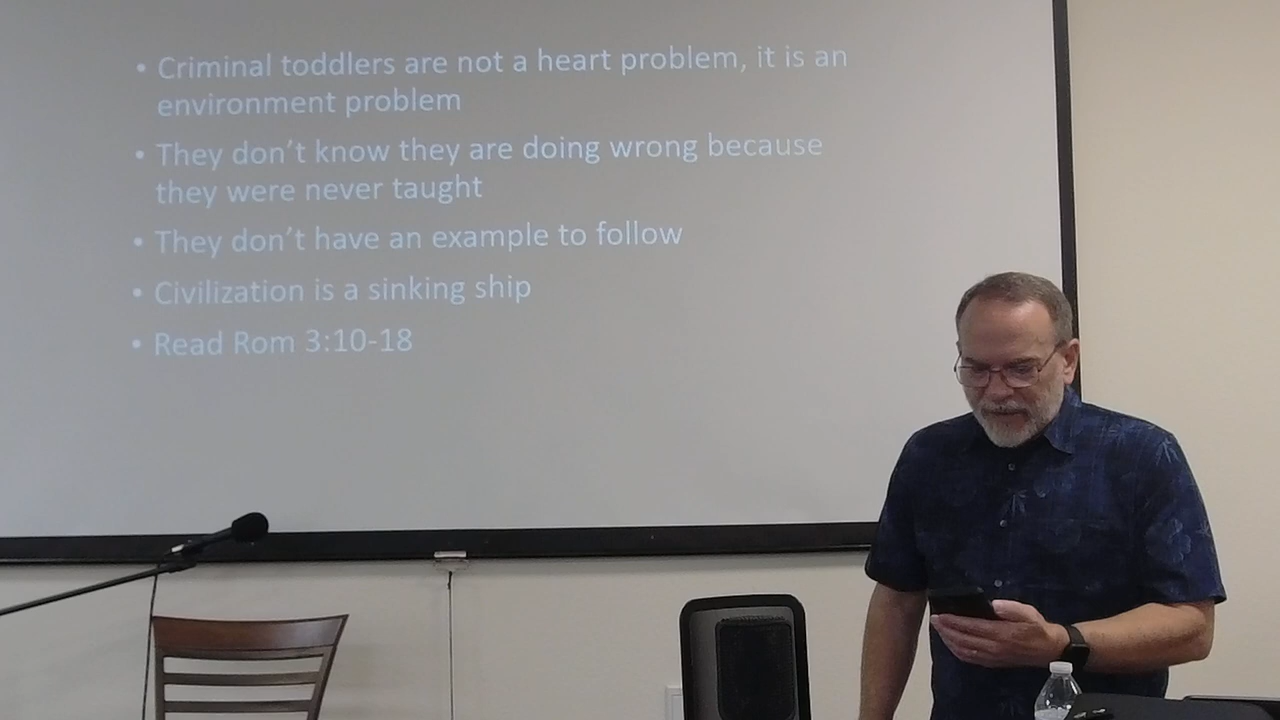 • Criminal toddlers are not a heart problem, it is an
environment problem
• They don't know they are doing wrong because
they were never taught
• They don't have an example to follow
• Civilization is a sinking ship
• Read Rom 3:10-18